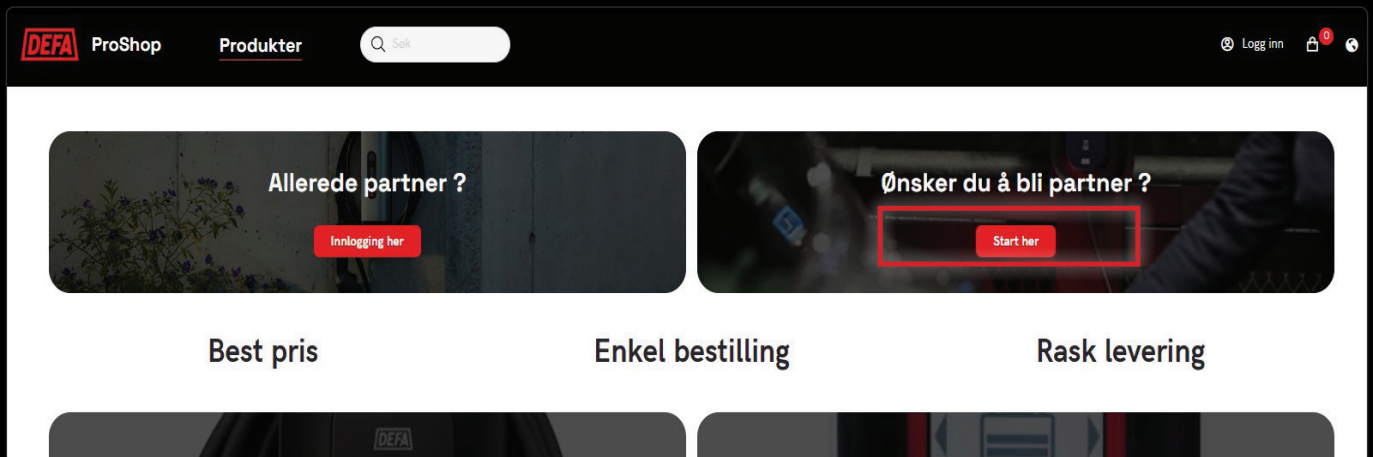 DEFA ProShop Produkter Søk Logg inn 0
Allerede partner ?
Innlogging her
Ønsker du å bli partner ?
Start her
Best pris Enkel bestilling Rask levering
DEFA